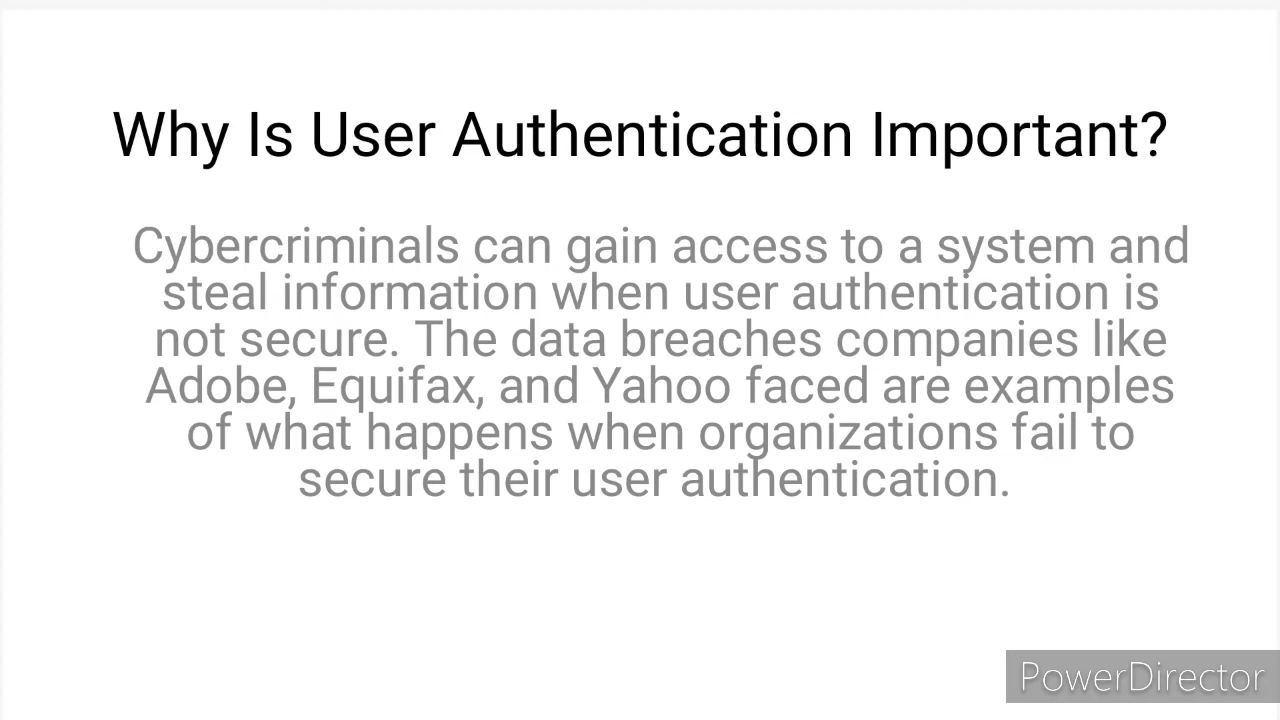 Why Is User Authentication Important?
Cybercriminals can gain access to a system and
steal information when user authentication is
not secure. The data breaches companies like
Adobe, Equifax, and Yahoo faced are examples
of what happens when organizations fail to
secure their user authentication.
PowerDirector